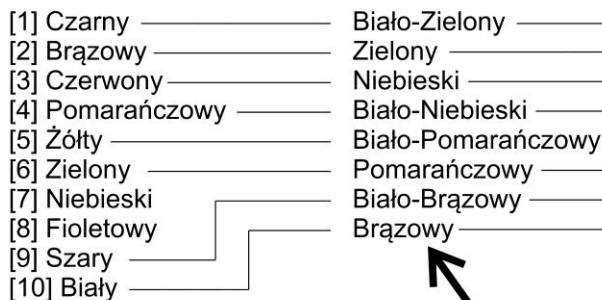 [1] Czarny Biało-Zielony
[2] Brązowy Zielony
[3] Czerwony Niebieski
[4] Pomarańczowy Biało-Niebieski
[5] Żółty Biało-Pomarańczowy
[6] Zielony Pomarańczowy
[7] Niebieski Biało-Brązowy
[8] Fioletowy Brązowy
[9] Szary
[10] Biały